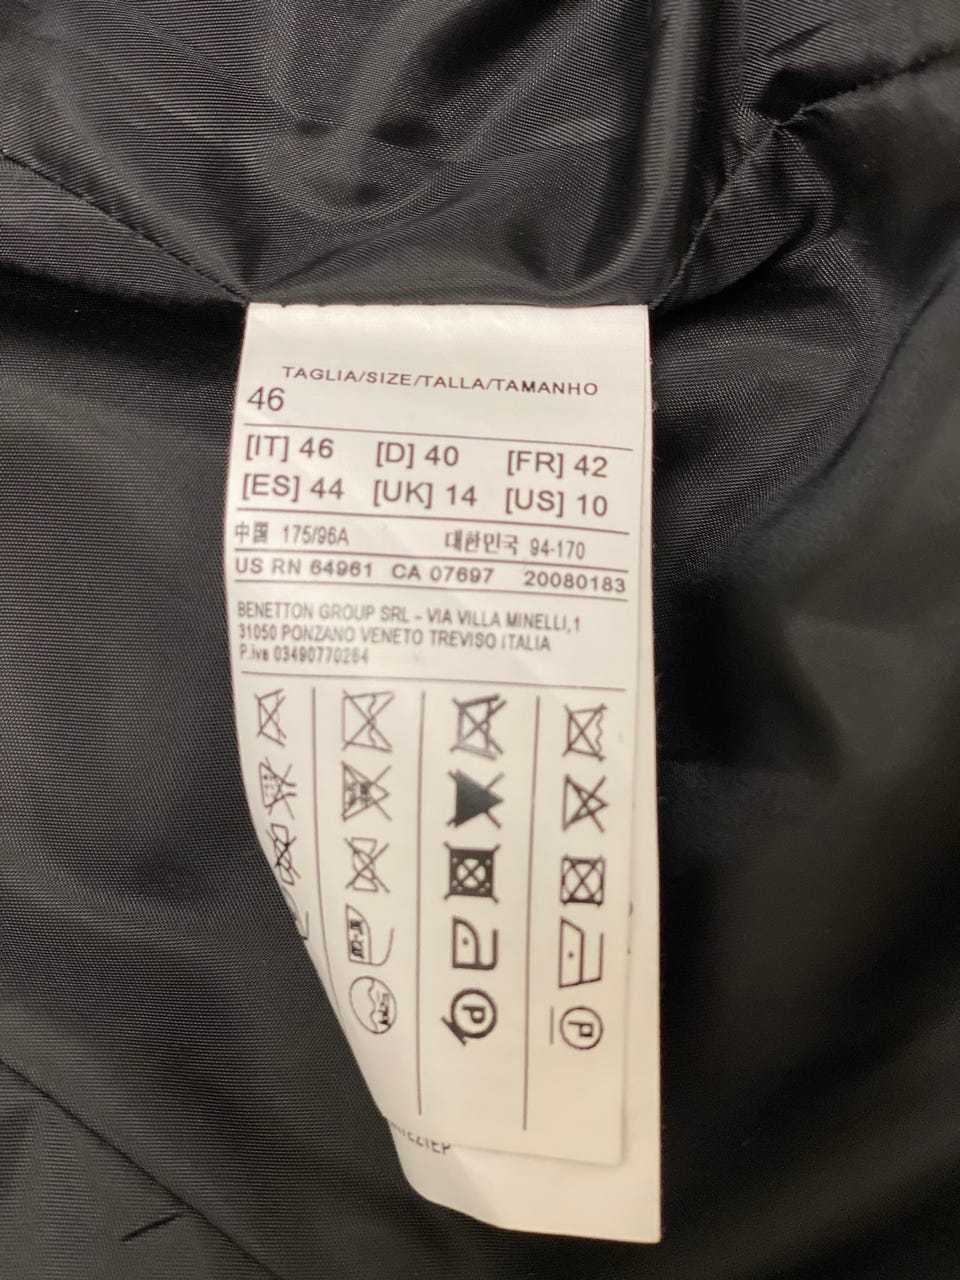 TAGLIA/SIZE/TALLA/TAMANHO
46
[IT] 46 [D] 40 [FR] 42
[ES] 44 [UK] 14 [US] 10
中国 175/96A 대한민국 94-170
US RN 64961 CA 07697 20080183
BENETTON GROUP SRL - VIA VILLA MINELLI,1
31050 PONZANO VENETO TREVISO ITALIA
P.Iva 03490770264
P
P